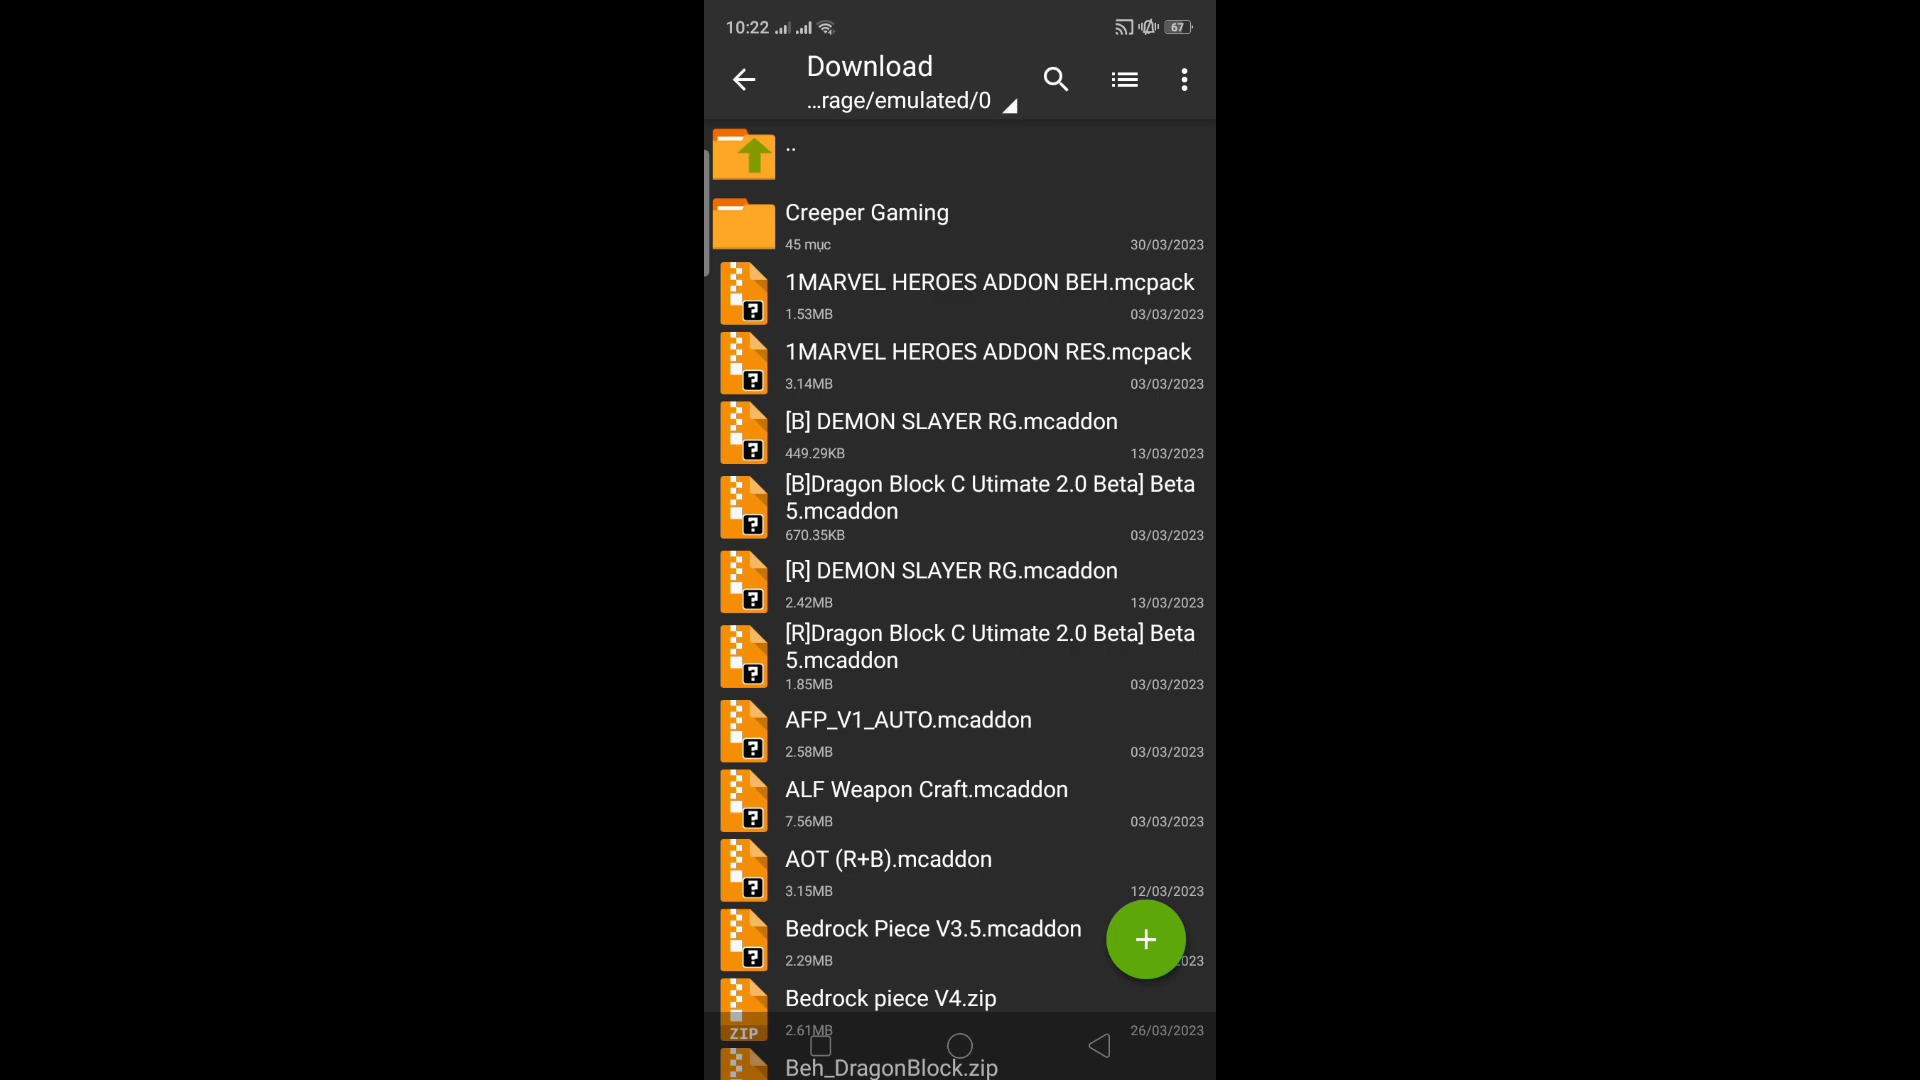 10:22
67
Download
...rage/emulated/0
..
Creeper Gaming
45 mục
30/03/2023
1MARVEL HEROES ADDON BEH.mcpack
1.53MB
03/03/2023
1MARVEL HEROES ADDON RES.mcpack
3.14MB
03/03/2023
[B] DEMON SLAYER RG.mcaddon
449.29KB
13/03/2023
[B]Dragon Block C Utimate 2.0 Beta] Beta
5.mcaddon
670.35KB
03/03/2023
[R] DEMON SLAYER RG.mcaddon
2.42MB
13/03/2023
[R]Dragon Block C Utimate 2.0 Beta] Beta
5.mcaddon
1.85MB
03/03/2023
AFP_V1_AUTO.mcaddon
2.58MB
03/03/2023
ALF Weapon Craft.mcaddon
7.56MB
03/03/2023
AOT (R+B).mcaddon
3.15MB
12/03/2023
Bedrock Piece V3.5.mcaddon
2.29MB
023
Bedrock piece V4.zip
ZIP
2.61MB
26/03/2023
Beh_DragonBlock.zip